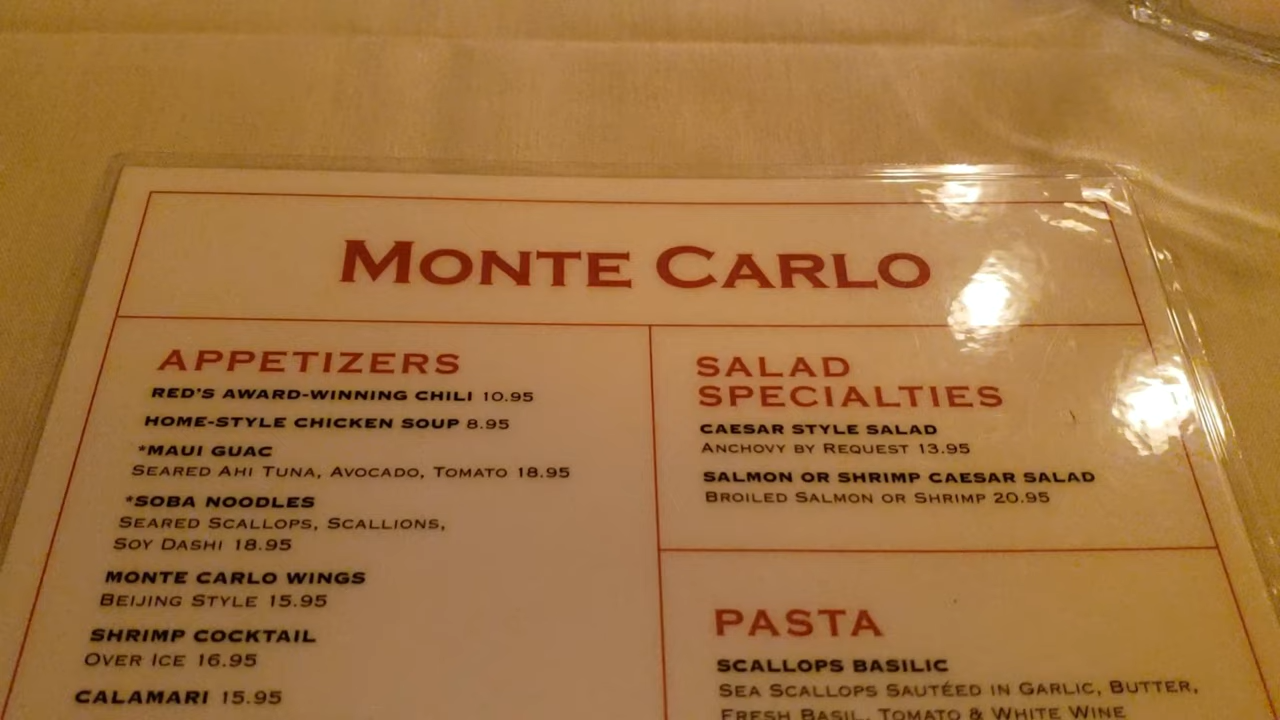 MONTE CARLO
APPETIZERS
RED'S AWARD-WINNING CHILI 10.95
HOME-STYLE CHICKEN SOUP 8.95
*MAUI GUAC
SEARED AHI TUNA, AVOCADO, TOMATO 18.95
*SOBA NOODLES
SEARED SCALLOPS, SCALLIONS,
SOY DASHI 18.95
MONTE CARLO WINGS
BEIJING STYLE 15.95
SHRIMP COCKTAIL
OVER ICE 16.95
CALAMARI 15.95
SALAD
SPECIALTIES
CAESAR STYLE SALAD
ANCHOVY BY REQUEST 13.95
SALMON OR SHRIMP CAESAR SALAD
BROILED SALMON OR SHRIMP 20.95
PASTA
SCALLOPS BASILIC
SEA SCALLOPS SAUTÉED IN GARLIC, BUTTER,
FRESH BASIL, TOMATO & WHITE WINE